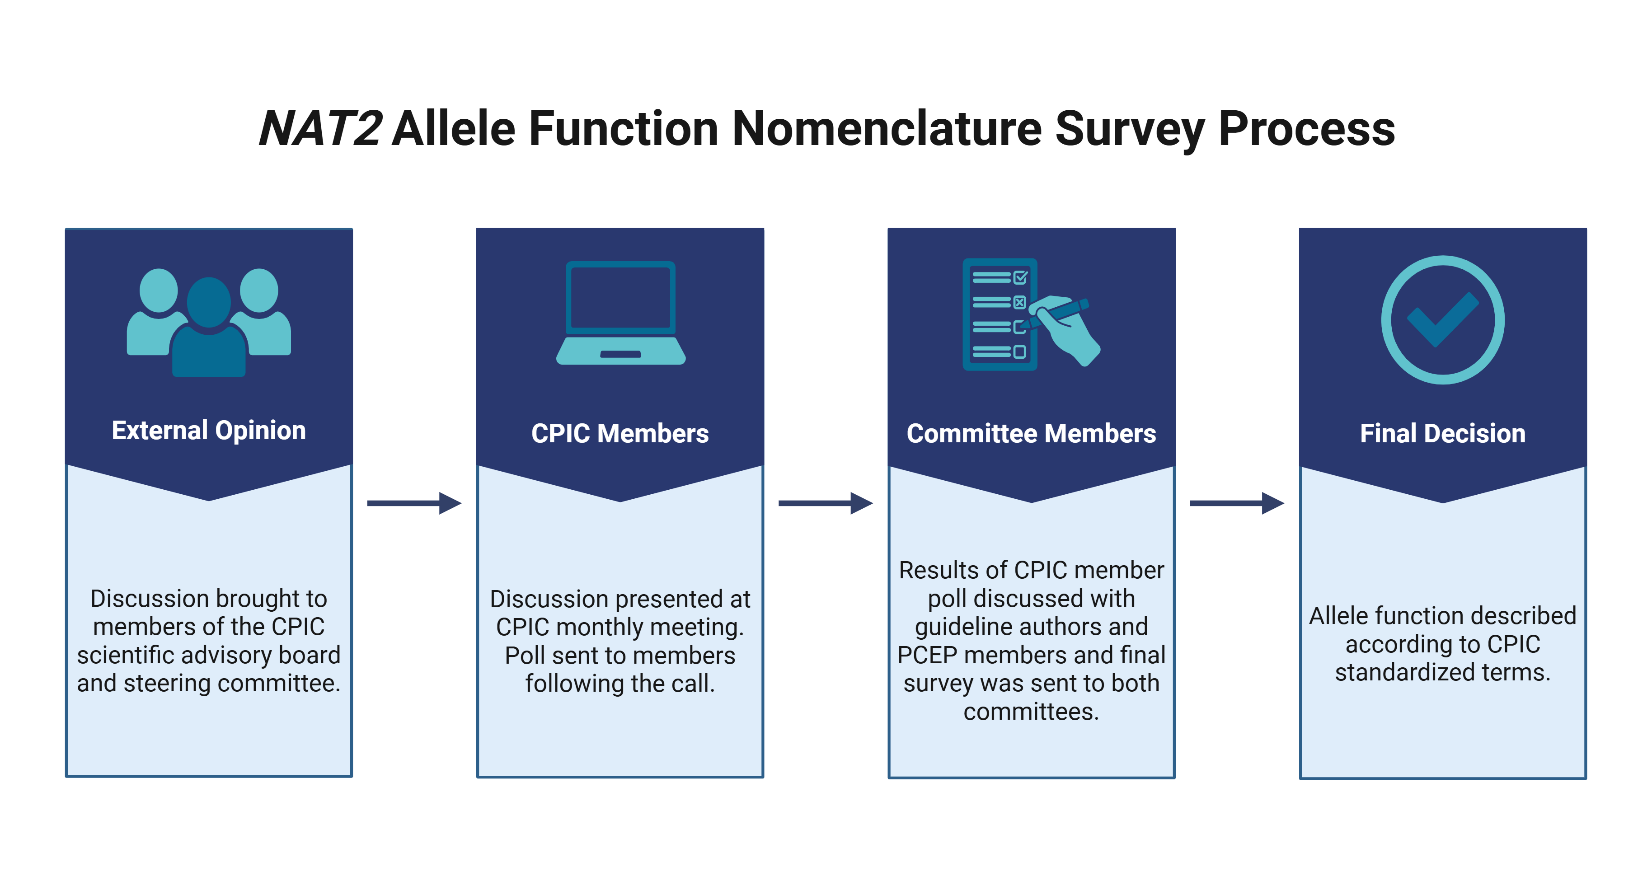 NAT2 Allele Function Nomenclature Survey Process
External Opinion
Discussion brought to
members of the CPIC
scientific advisory board
and steering committee.
CPIC Members
Discussion presented at
CPIC monthly meeting.
Poll sent to members
following the call.
Committee Members
Results of CPIC member
poll discussed with
guideline authors and
PCEP members and final
survey was sent to both
committees.
Final Decision
Allele function described
according to CPIC
standardized terms.